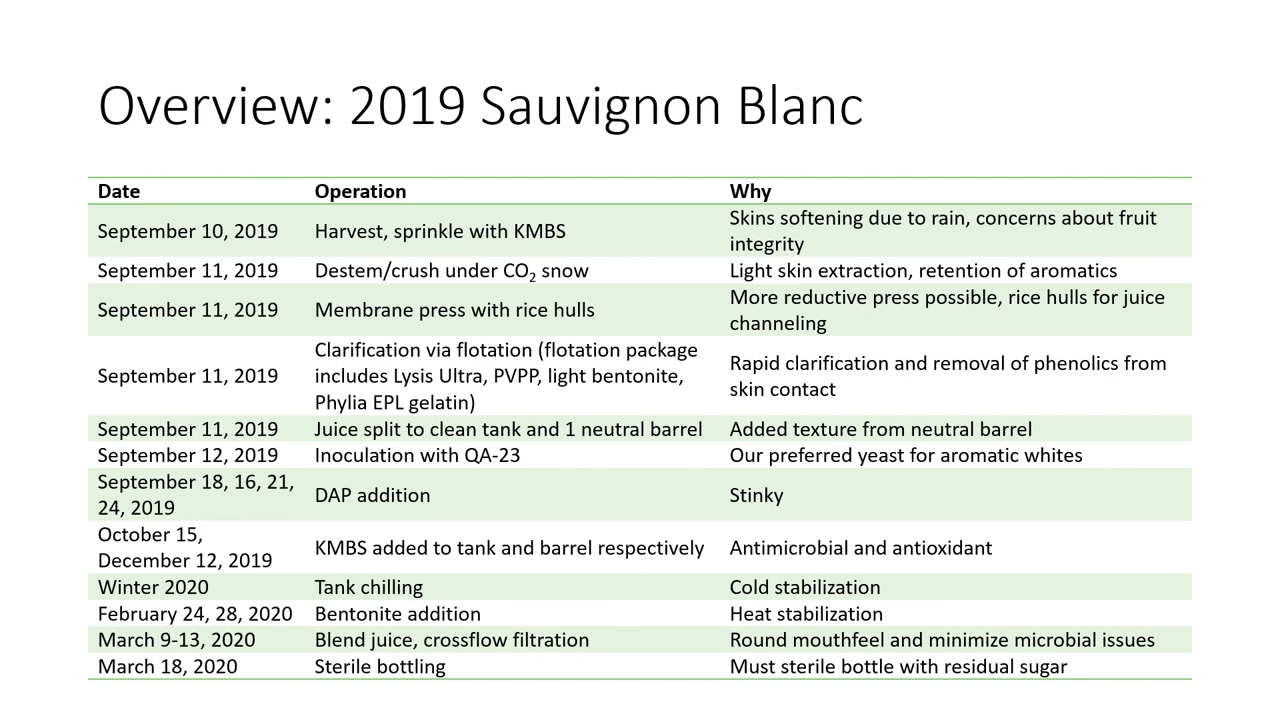 Overview: 2019 Sauvignon Blanc
Date Operation Why
September 10, 2019 Harvest, sprinkle with KMBS Skins softening due to rain, concerns about fruit
integrity
September 11, 2019 Destem/crush under CO₂ snow Light skin extraction, retention of aromatics
September 11, 2019 Membrane press with rice hulls More reductive press possible, rice hulls for juice
channeling
September 11, 2019 Clarification via flotation (flotation package
includes Lysis Ultra, PVPP, light bentonite,
Phylia EPL gelatin) Rapid clarification and removal of phenolics from
skin contact
September 11, 2019 Juice split to clean tank and 1 neutral barrel Added texture from neutral barrel
September 12, 2019 Inoculation with QA-23 Our preferred yeast for aromatic whites
September 18, 16, 21,
24, 2019 DAP addition Stinky
October 15,
December 12, 2019 KMBS added to tank and barrel respectively Antimicrobial and antioxidant
Winter 2020 Tank chilling Cold stabilization
February 24, 28, 2020 Bentonite addition Heat stabilization
March 9-13, 2020 Blend juice, crossflow filtration Round mouthfeel and minimize microbial issues
March 18, 2020 Sterile bottling Must sterile bottle with residual sugar